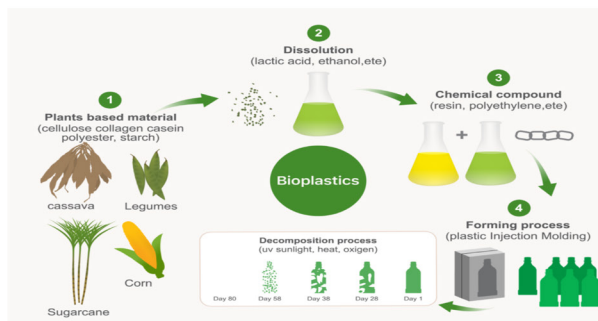 1
Plants based material
(cellulose collagen casein
polyester, starch)
cassava
Legumes
Sugarcane
Corn
2
Dissolution
(lactic acid, ethanol,ete)
3
Chemical compound
(resin, polyethylene,ete)
+
4
Forming process
(plastic Injection Molding)
Bioplastics
Decomposition process
(uv sunlight, heat, oxigen)
Day 80 Day 58 Day 38 Day 28 Day 1